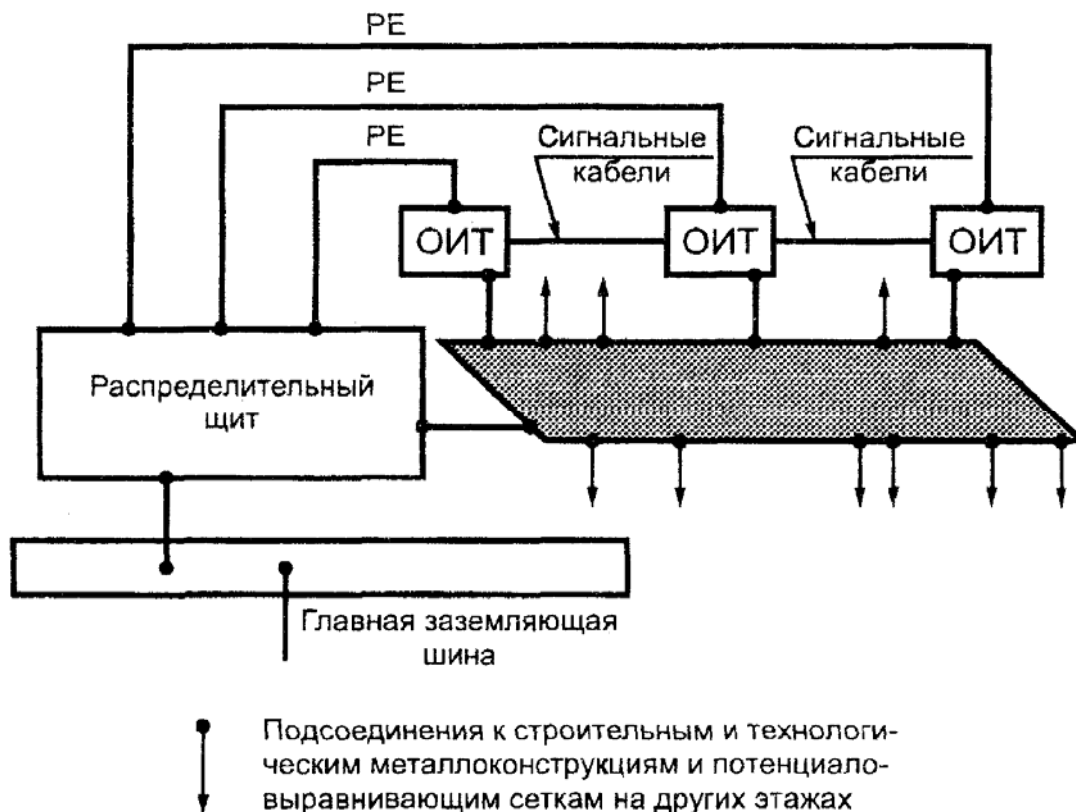 PE
PE
PE
Сигнальные
кабели
Сигнальные
кабели
ОИТ
ОИТ
ОИТ
Распределительный
щит
Главная заземляющая
шина
Подсоединения к строительным и технологи-
ческим металлоконструкциям и потенциало-
выравнивающим сеткам на других этажах